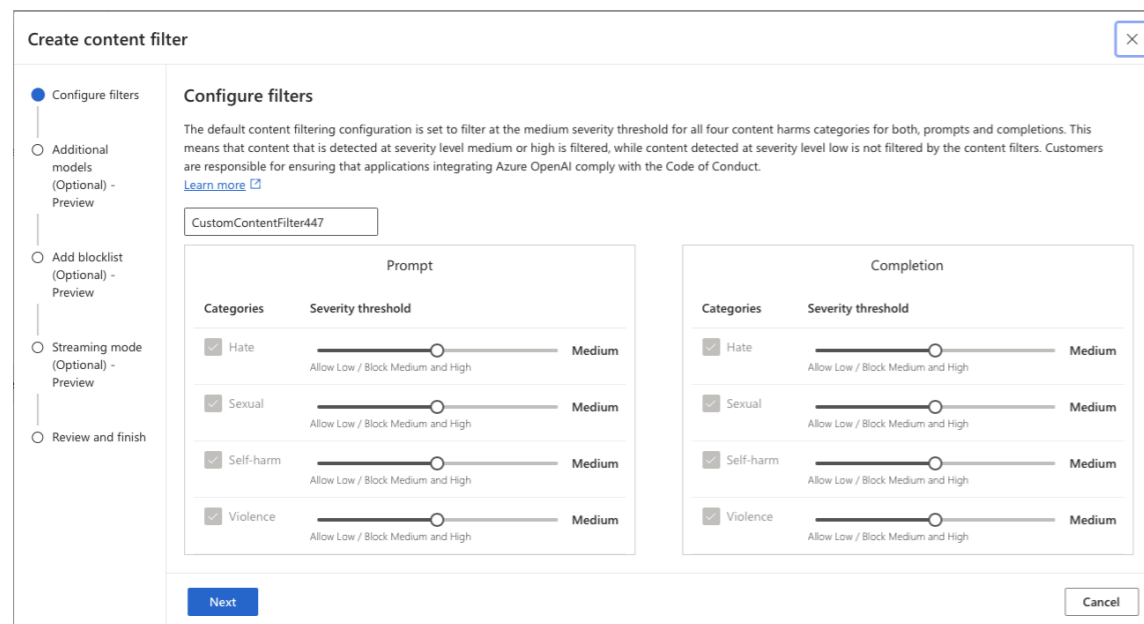 Create content filter
Configure filters
Additional
models
(Optional) -
Preview
Add blocklist
(Optional) -
Preview
Streaming mode
(Optional) -
Preview
Review and finish
Configure filters
The default content filtering configuration is set to filter at the medium severity threshold for all four content harms categories for both, prompts and completions. This
means that content that is detected at severity level medium or high is filtered, while content detected at severity level low is not filtered by the content filters. Customers
are responsible for ensuring that applications integrating Azure OpenAI comply with the Code of Conduct.
Learn more
CustomContentFilter447
Prompt
Categories Severity threshold
Hate Medium
Allow Low / Block Medium and High
Sexual Medium
Allow Low / Block Medium and High
Self-harm Medium
Allow Low / Block Medium and High
Violence Medium
Allow Low / Block Medium and High
Completion
Categories Severity threshold
Hate Medium
Allow Low / Block Medium and High
Sexual Medium
Allow Low / Block Medium and High
Self-harm Medium
Allow Low / Block Medium and High
Violence Medium
Allow Low / Block Medium and High
Next
Cancel